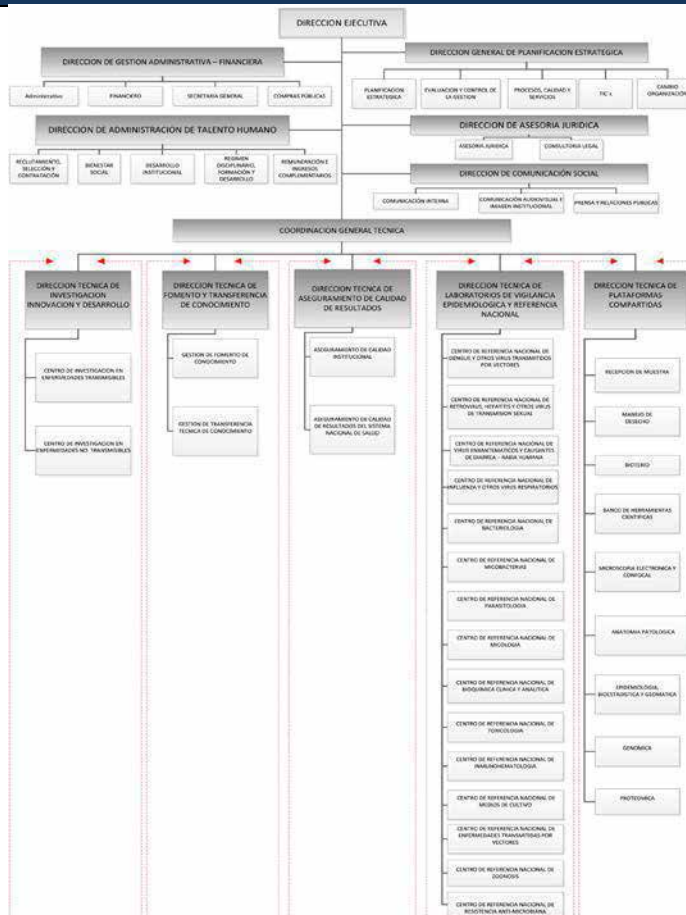 DIRECCION EJECUTIVA
DIRECCION DE GESTION ADMINISTRATIVA – FINANCIERA
Administrativo
FINANCIERO
SECRETARIA GENERAL
COMPRAS PÚBLICAS
DIRECCION GENERAL DE PLANIFICACION ESTRATEGICA
PLANIFICACION
ESTRATEGICA
EVALUACION Y CONTROL DE
LA GESTION
PROCESOS, CALIDAD Y
SERVICIOS
TIC´s
CAMBIO
DIRECCIÓN DE ADMINISTRACIÓN DE TALENTO HUMANO
RECLUTAMIENTO,
SELECCIÓN Y
CONTRATACIÓN
BIENESTAR
SOCIAL
DESARROLLO
INSTITUCIONAL
REGIMEN
DISCIPLINARIO,
FORMACIÓN Y
DESARROLLO
REMUNERACIÓN E
INGRESOS
COMPLEMENTARIOS
DIRECCION DE ASESORIA JURIDICA
ASESORIA JURIDICA
CONSULTORIA LEGAL
DIRECCION DE COMUNICACIÓN SOCIAL
COMUNICACIÓN INTERNA
COMUNICACIÓN AUDIOVISUAL E
IMAGEN INSTITUCIONAL
PRENSA Y RELACIONES PUBLICAS
COORDINACION GENERAL TECNICA
DIRECCION TECNICA DE
INVESTIGACION
INNOVACION Y DESARROLLO
CENTRO DE INVESTIGACION EN
ENFERMEDADES TRANSMISIBLES
CENTRO DE INVESTIGACION EN
ENFERMEDADES NO TRANSMISIBLES
DIRECCION TECNICA DE
FOMENTO Y TRANSFERENCIA
DE CONOCIMIENTO
GESTION DE FOMENTO DE
CONOCIMIENTO
GESTION DE TRANSFERENCIA
TECNICA DE CONOCIMIENTO
DIRECCION TECNCA DE
ASEGURAMIENTO DE CALIDAD
DE RESULTADOS
ASEGURAMIENTO DE CALIDAD
INSTITUCIONAL
ASEGURAMIENTO DE CALIDAD
DE RESULTADOS DEL SISTEMA
NACIONAL DE SALUD
DIRECCION TECNICA DE
LABORATORIOS DE VIGILANCIA
EPIDEMIOLOGICA Y REFERENCIA
NACIONAL
CENTRO DE REFERENCIA NACIONAL DE
DENGUE Y OTROS VIRUS TRANSMITIDOS
POR VECTORES
CENTRO DE REFERENCIA NACIONAL DE
RETROVIRUS, HEPATITIS Y OTROS VIRUS
DE TRANSMISION SEXUAL
CENTRO DE REFERENCIA NACIONAL DE
VIRUS EXANTEMATICOS Y CAUSANTES
DE DIARREA – RABIA HUMANA
CENTRO DE REFERENCIA NACIONAL DE
INFLUENZA Y OTROS VIRUS RESPIRATORIOS
CENTRO DE REFERENCIA NACIONAL DE
BACTERIOLOGIA
CENTRO DE REFERENCIA NACIONAL DE
MICOBACTERIAS
CENTRO DE REFERENCIA NACIONAL DE
PARASITOLOGIA
CENTRO DE REFERENCIA NACIONAL DE
MICOLOGIA
CENTRO DE REFERENCIA NACIONAL DE
BIOQUIMICA CLINICA Y ANALITICA
CENTRO DE REFERENCIA NACIONAL DE
TOXICOLOGIA
CENTRO DE REFERENCIA NACIONAL DE
INMUNOHEMATOLOGIA
CENTRO DE REFERENCIA NACIONAL DE
MEDIOS DE CULTIVO
CENTRO DE REFERENCIA NACIONAL DE
ENFERMEDADES TRANSMITIDAS POR
VECTORES
CENTRO DE REFERENCIA NACIONAL DE
ZOONOSIS
CENTRO DE REFERENCIA NACIONAL DE
RESISTENCIA ANTI-MICROBIANA
DIRECCION TECNICA DE
PLATAFORMAS
COMPARTIDAS
RECEPCION DE MUESTRA
MANEJO DE
DESECHO
BIOTERIO
BANCO DE HERRAMIENTAS
CIENTIFICAS
MICROSCOPIA ELECTRONICA Y
CONFOCAL
ANATOMIA PATOLOGICA
EPIDEMIOLOGIA,
BIOESTADISTICA Y GEOMATICA
GENOMICA
PROTEOMICA